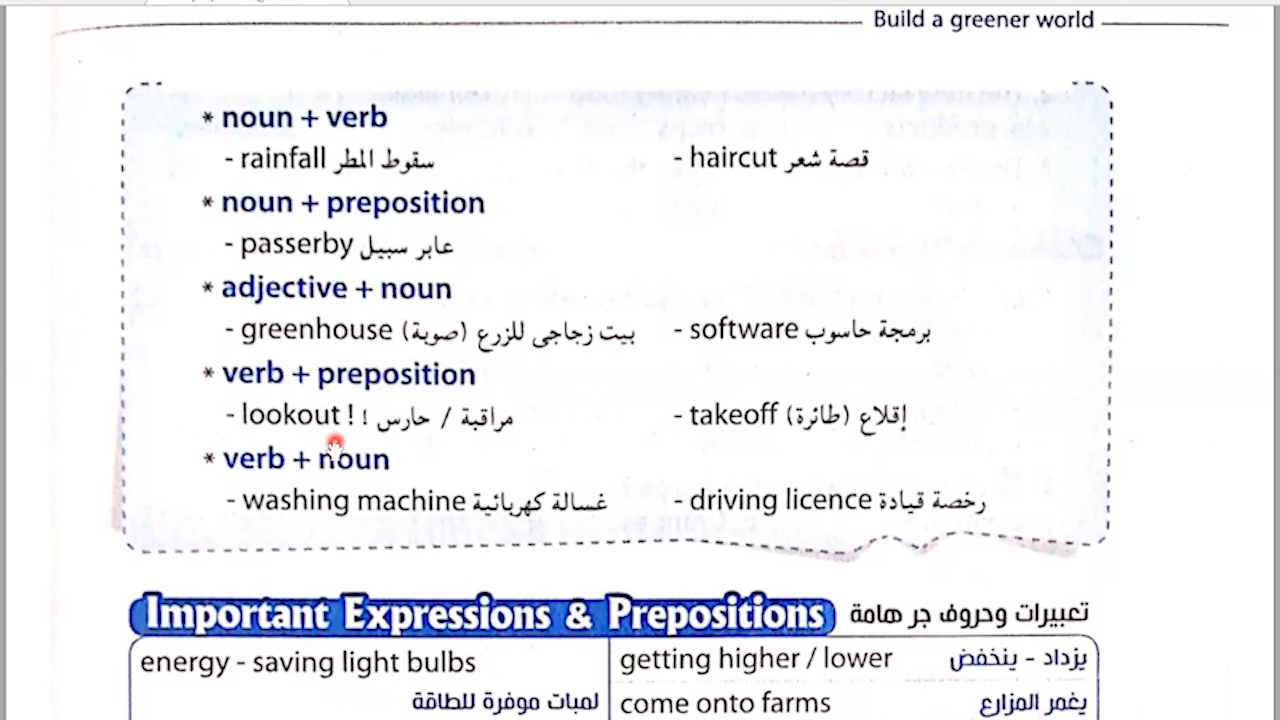 Build a greener world
* noun + verb
- rainfall سقوط المطر - haircut قصة شعر
* noun + preposition
- passerby عابر سبيل
* adjective + noun
- greenhouse بيت زجاجى للزرع (صوبة) - software برمجة حاسوب
* verb + preposition
- lookout ! مراقبة / حارس ! - takeoff إقلاع (طائرة)
* verb + noun
- washing machine غسالة كهربائية - driving licence رخصة قيادة
Important Expressions & Prepositions تعبيرات وحروف جر هامة
energy - saving light bulbs
لمبات موفرة للطاقة
getting higher / lower يزداد - ينخفض
come onto farms يغمر المزارع